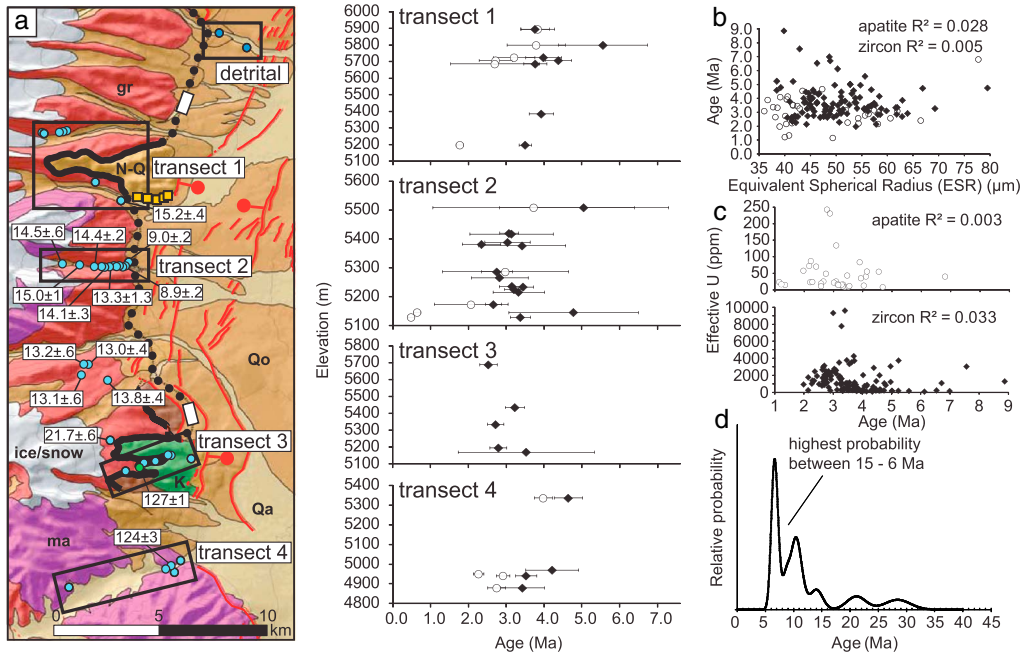 a
detrital
gr
N-Q
transect 1
15.2±.4
14.5±.6
14.4±.2
9.0±.2
transect 2
15.0±1
13.3±1.3
8.9±.2
14.1±.3
13.2±.6
13.0±.4
Qo
13.1±.6
13.8±.4
21.7±.6
transect 3
ice/snow
K
127±1
Qa
ma
124±3
transect 4
0
5
10
km
Elevation (m)
transect 1
6000
5900
5800
5700
5600
5300
5200
5100
transect 2
5600
5500
5400
5300
5200
5100
transect 3
5800
5700
5600
5400
5300
5200
5100
transect 4
5400
5300
5000
4900
4800
0.0 1.0 2.0 3.0 4.0 5.0 6.0 7.0
Age (Ma)
b
apatite R² = 0.028
zircon R² = 0.005
Age (Ma)
9.0
8.0
7.0
6.0
5.0
4.0
3.0
2.0
1.0
0.0
35 40 45 50 55 60 65 70 75 80
Equivalent Spherical Radius (ESR) (μm)
c
apatite R² = 0.003
Effective U (ppm)
250
200
150
100
50
0
zircon R² = 0.033
10000
8000
6000
4000
2000
0
1 2 3 4 5 6 7 8 9
Age (Ma)
d
highest probability
between 15 - 6 Ma
Relative probability
0 5 10 15 20 25 30 35 40 45
Age (Ma)